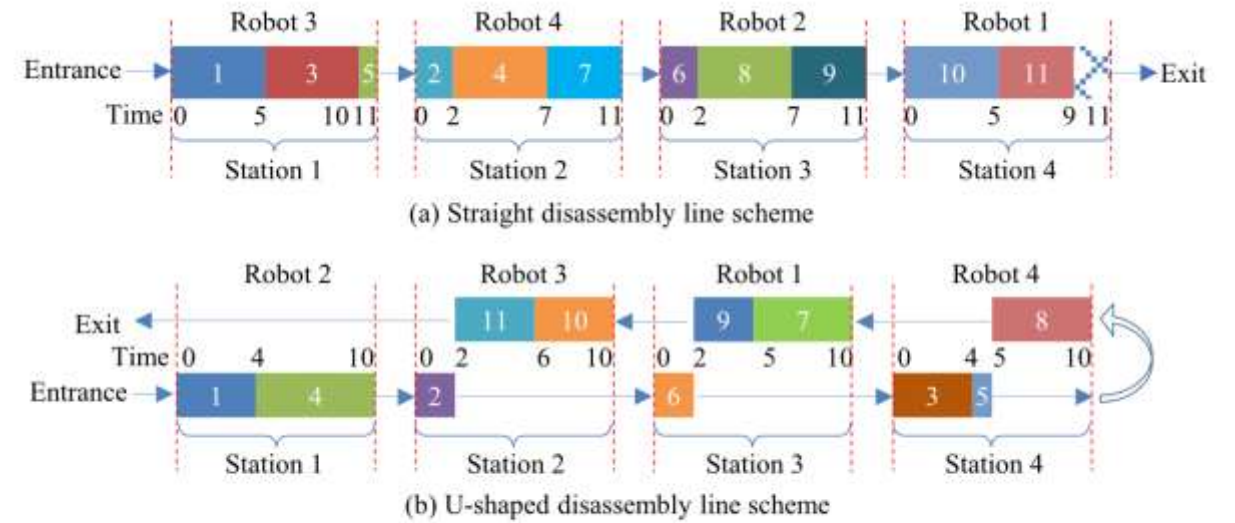 Robot 3 Robot 4 Robot 2 Robot 1
Entrance 1 3 5 2 4 7 6 8 9 10 11 Exit
Time 0 5 10 11 0 2 7 11 0 2 7 11 0 5 9 11
Station 1 Station 2 Station 3 Station 4
(a) Straight disassembly line scheme
Robot 2 Robot 3 Robot 1 Robot 4
Exit 11 10 9 7 8
Time 0 4 10 0 2 6 10 0 2 5 10 0 4 5 10
Entrance 1 4 2 6 3 5
Station 1 Station 2 Station 3 Station 4
(b) U-shaped disassembly line scheme